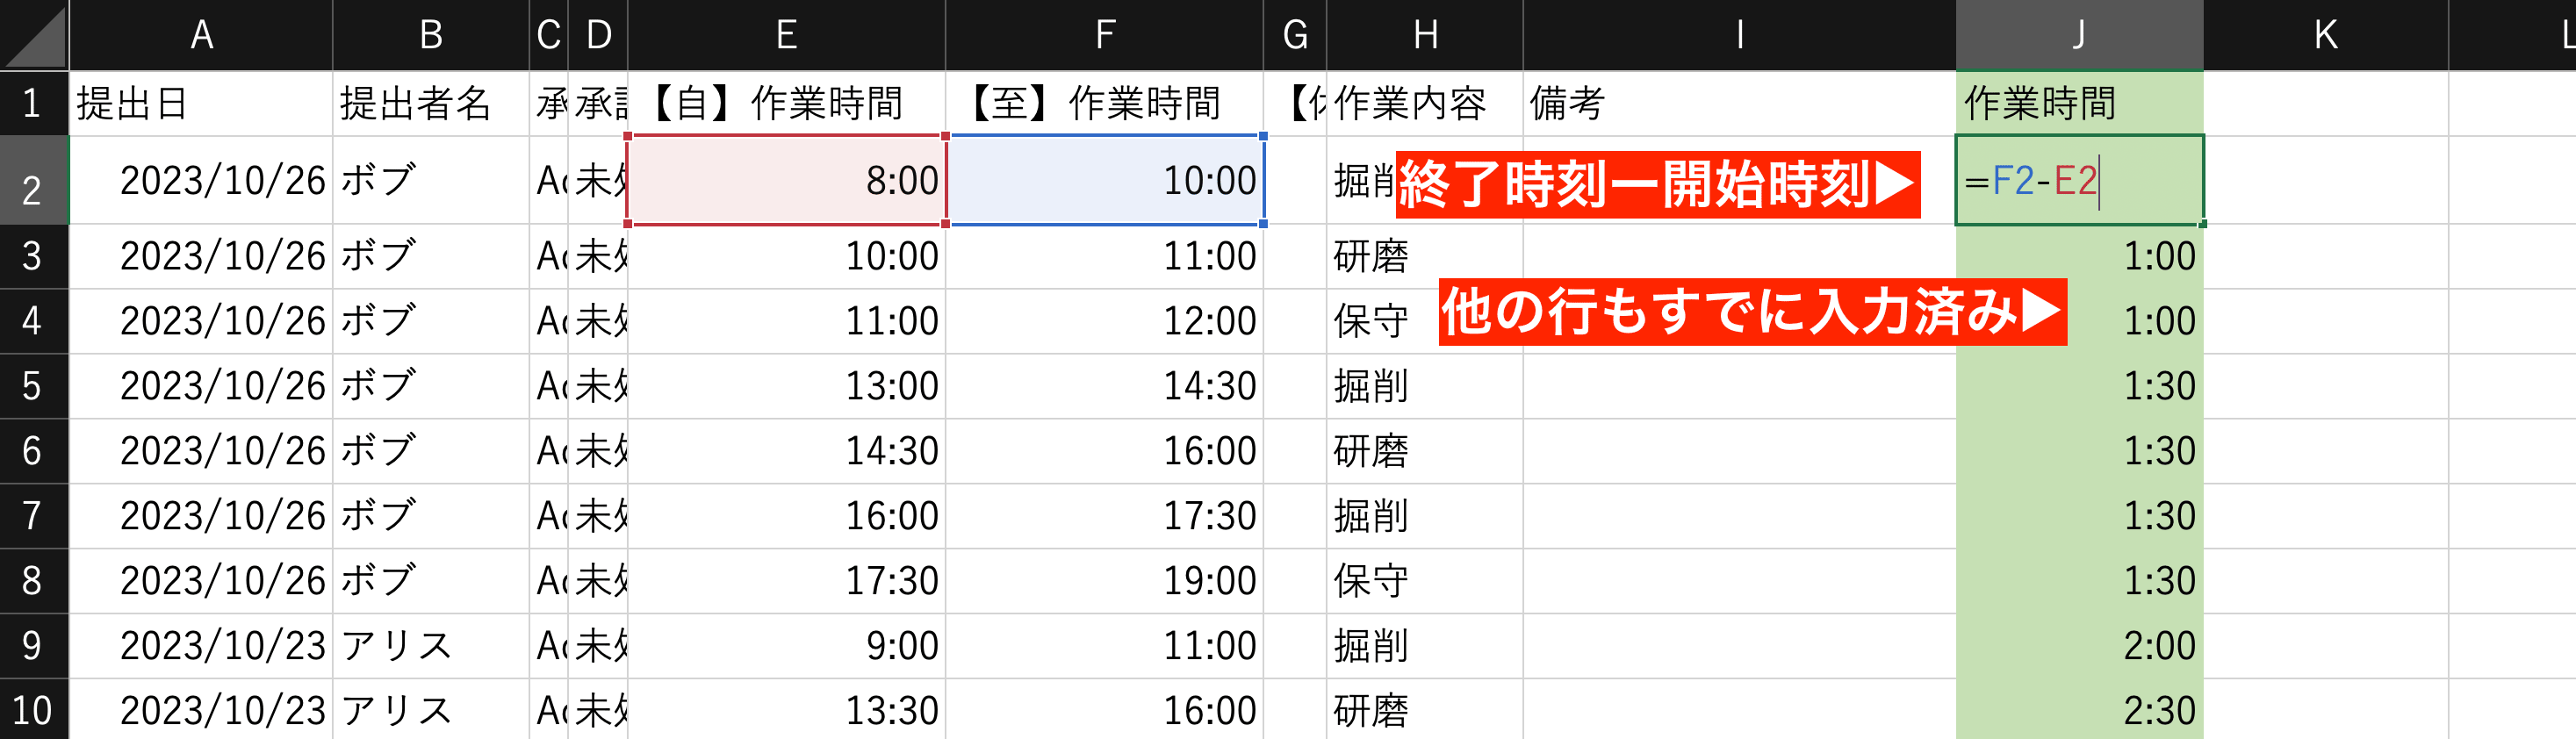 A B C D E F G H I J K L
1 提出日 提出者名 承 承 【自】作業時間 【至】作業時間 【 作業内容 備考 作業時間
2 2023/10/26 ボブ Ac 未 8:00 10:00 掘削 終了時刻ー開始時刻▶ =F2-E2
3 2023/10/26 ボブ Ac 未 10:00 11:00 研磨 1:00
他の行もすでに入力済み▶
4 2023/10/26 ボブ Ac 未 11:00 12:00 保守 1:00
5 2023/10/26 ボブ Ac 未 13:00 14:30 掘削 1:30
6 2023/10/26 ボブ Ac 未 14:30 16:00 研磨 1:30
7 2023/10/26 ボブ Ac 未 16:00 17:30 掘削 1:30
8 2023/10/26 ボブ Ac 未 17:30 19:00 保守 1:30
9 2023/10/23 アリス Ac 未 9:00 11:00 掘削 2:00
10 2023/10/23 アリス Ac 未 13:30 16:00 研磨 2:30